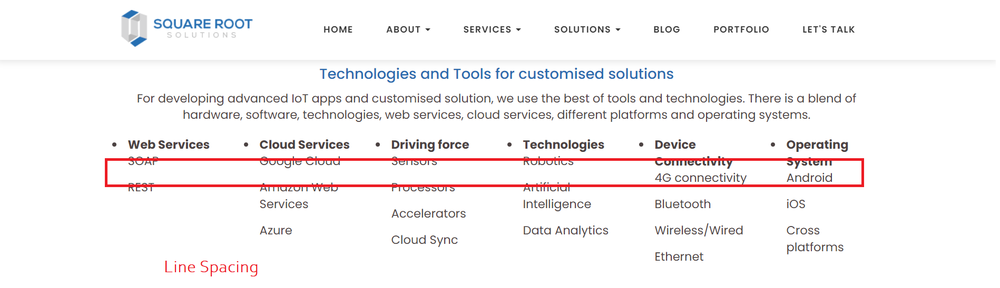 SQUARE ROOT
SOLUTIONS
HOME
ABOUT
SERVICES
SOLUTIONS
BLOG
PORTFOLIO
LET'S TALK
Technologies and Tools for customised solutions
For developing advanced IoT apps and customised solution, we use the best of tools and technologies. There is a blend of
hardware, software, technologies, web services, cloud services, different platforms and operating systems.
Web Services
SOAP
REST
Cloud Services
Google Cloud
Amazon Web
Services
Azure
Driving force
Sensors
Processors
Accelerators
Cloud Sync
Technologies
Robotics
Artificial
Intelligence
Data Analytics
Device
Connectivity
4G connectivity
Bluetooth
Wireless/Wired
Ethernet
Operating
System
Android
iOS
Cross
platforms
Line Spacing